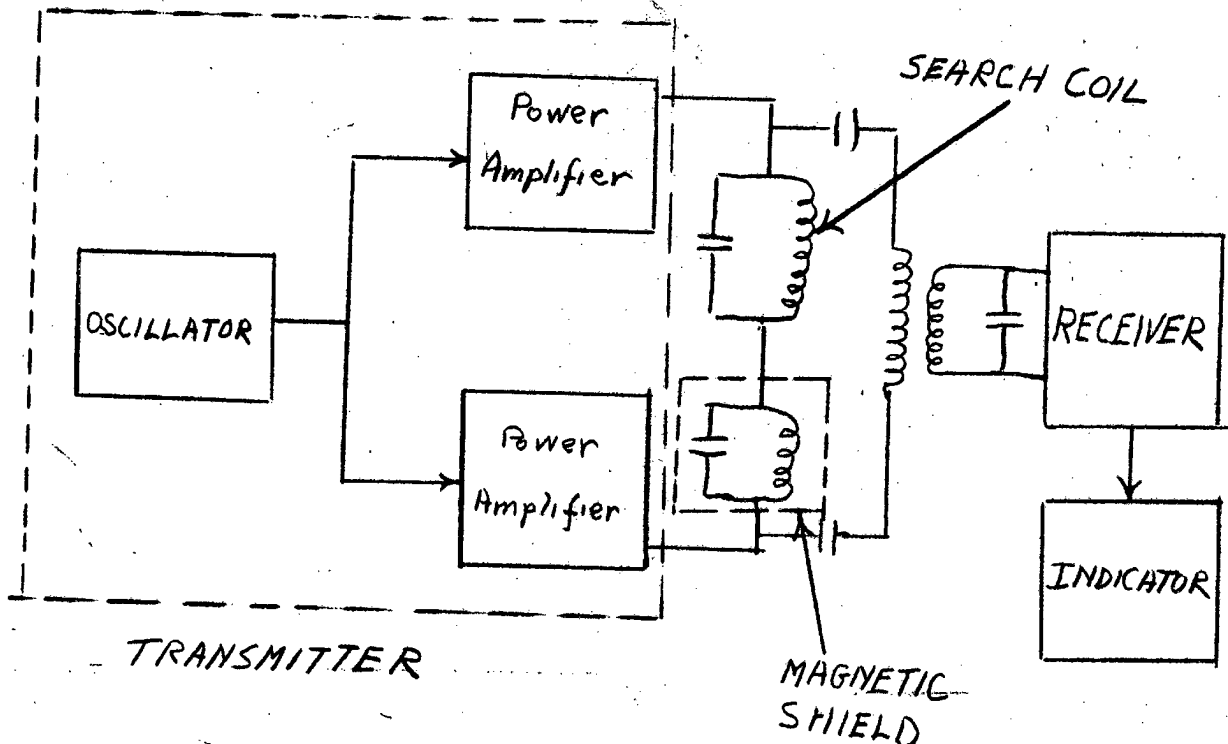 SEARCH COIL
Power
Amplifier
OSCILLATOR
RECEIVER
Power
Amplifier
INDICATOR
TRANSMITTER
MAGNETIC
SHIELD